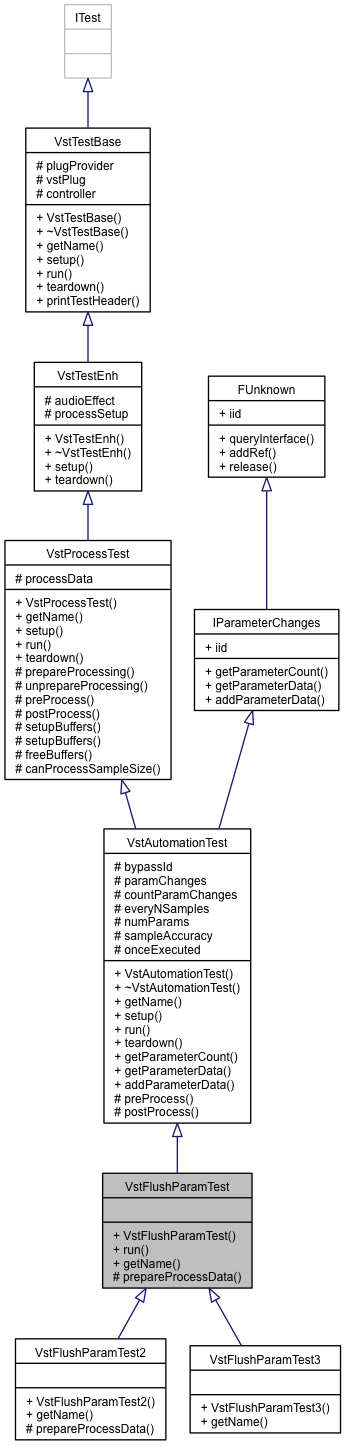 ITest
VstTestBase
# plugProvider
# vstPlug
# controller
+ VstTestBase()
+ ~VstTestBase()
+ getName()
+ setup()
+ run()
+ teardown()
+ printTestHeader()
VstTestEnh
# audioEffect
# processSetup
+ VstTestEnh()
+ ~VstTestEnh()
+ setup()
+ teardown()
FUnknown
+ iid
+ queryInterface()
+ addRef()
+ release()
VstProcessTest
# processData
+ VstProcessTest()
+ getName()
+ setup()
+ run()
+ teardown()
# prepareProcessing()
# unprepareProcessing()
# preProcess()
# postProcess()
# setupBuffers()
# setupBuffers()
# freeBuffers()
# canProcessSampleSize()
IParameterChanges
+ iid
+ getParameterCount()
+ getParameterData()
+ addParameterData()
VstAutomationTest
# bypassId
# paramChanges
# countParamChanges
# everyNSamples
# numParams
# sampleAccuracy
# onceExecuted
+ VstAutomationTest()
+ ~VstAutomationTest()
+ getName()
+ setup()
+ run()
+ teardown()
+ getParameterCount()
+ getParameterData()
+ addParameterData()
# preProcess()
# postProcess()
VstFlushParamTest
+ VstFlushParamTest()
+ run()
+ getName()
# prepareProcessData()
VstFlushParamTest2
+ VstFlushParamTest2()
+ getName()
# prepareProcessData()
VstFlushParamTest3
+ VstFlushParamTest3()
+ getName()